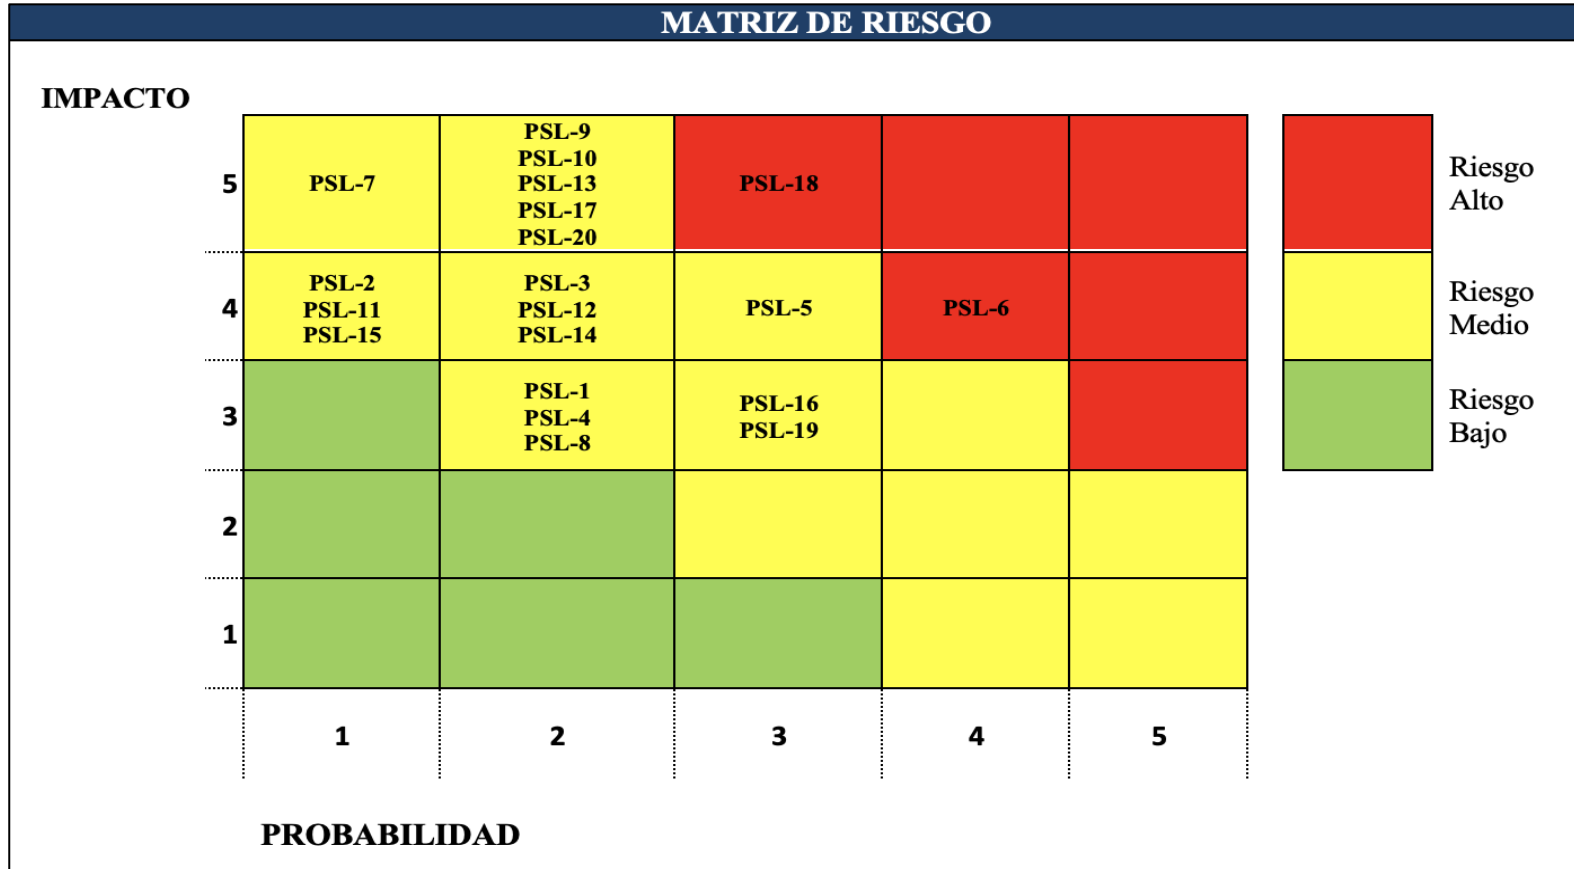 MATRIZ DE RIESGO
IMPACTO
5
PSL-7
PSL-9
PSL-10
PSL-13
PSL-17
PSL-20
PSL-18
Riesgo
Alto
4
PSL-2
PSL-11
PSL-15
PSL-3
PSL-12
PSL-14
PSL-5
PSL-6
Riesgo
Medio
3
PSL-1
PSL-4
PSL-8
PSL-16
PSL-19
Riesgo
Bajo
2
1
1 2 3 4 5
PROBABILIDAD